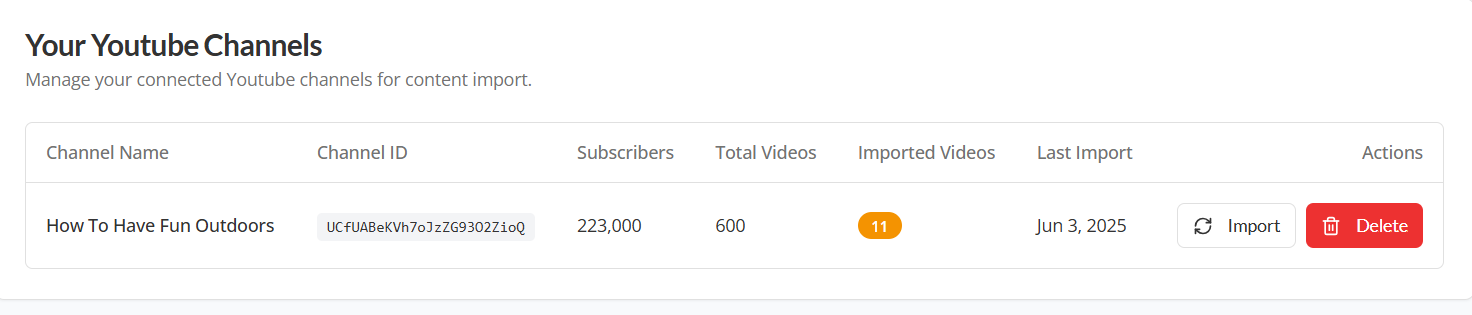 Your Youtube Channels
Manage your connected Youtube channels for content import.
Channel Name Channel ID Subscribers Total Videos Imported Videos Last Import Actions
How To Have Fun Outdoors UCfUABeKVh7oJzZG93O2ZioQ 223,000 600 11 Jun 3, 2025 Import Delete